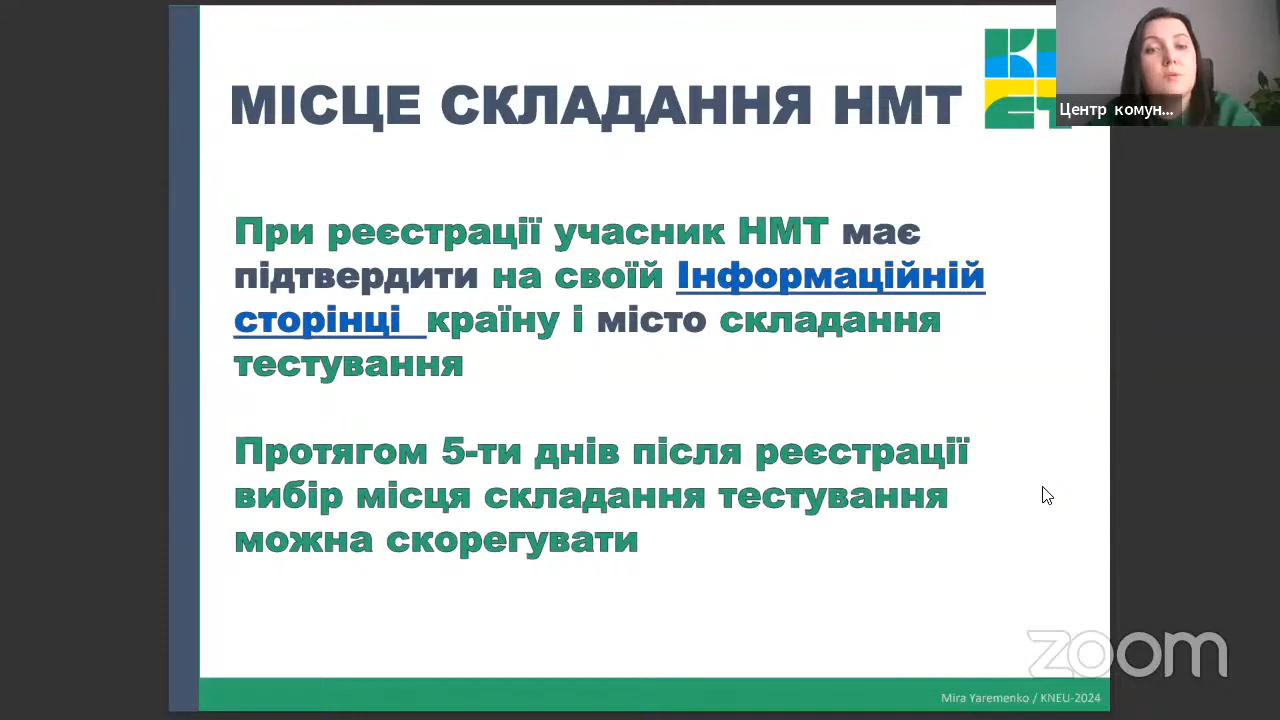 МІСЦЕ СКЛАДАННЯ НМТ
Центр комун...
При реєстрації учасник НМТ має
підтвердити на своїй Інформаційній
сторінці країну і місто складання
тестування
Протягом 5-ти днів після реєстрації
вибір місця складання тестування
можна скорегувати
zoom
Mira Yaremenko / KNEU-2024